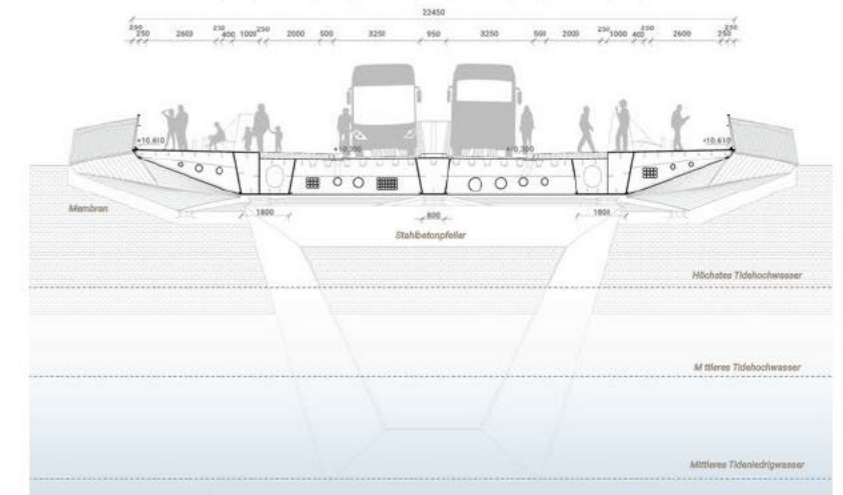 22450
250 250 2600 250 400 1000 250 2000 500 3250 950 3250 500 2000 250 1000 400 250 2600 250 250
+10.610 +10.300 +10.300 +10.610
Membran 1800 800 1800
Stahlbetonpfeiler
Höchstes Tidehochwasser
M ttleres Tidehochwasser
Mittleres Tideniedrigwasser